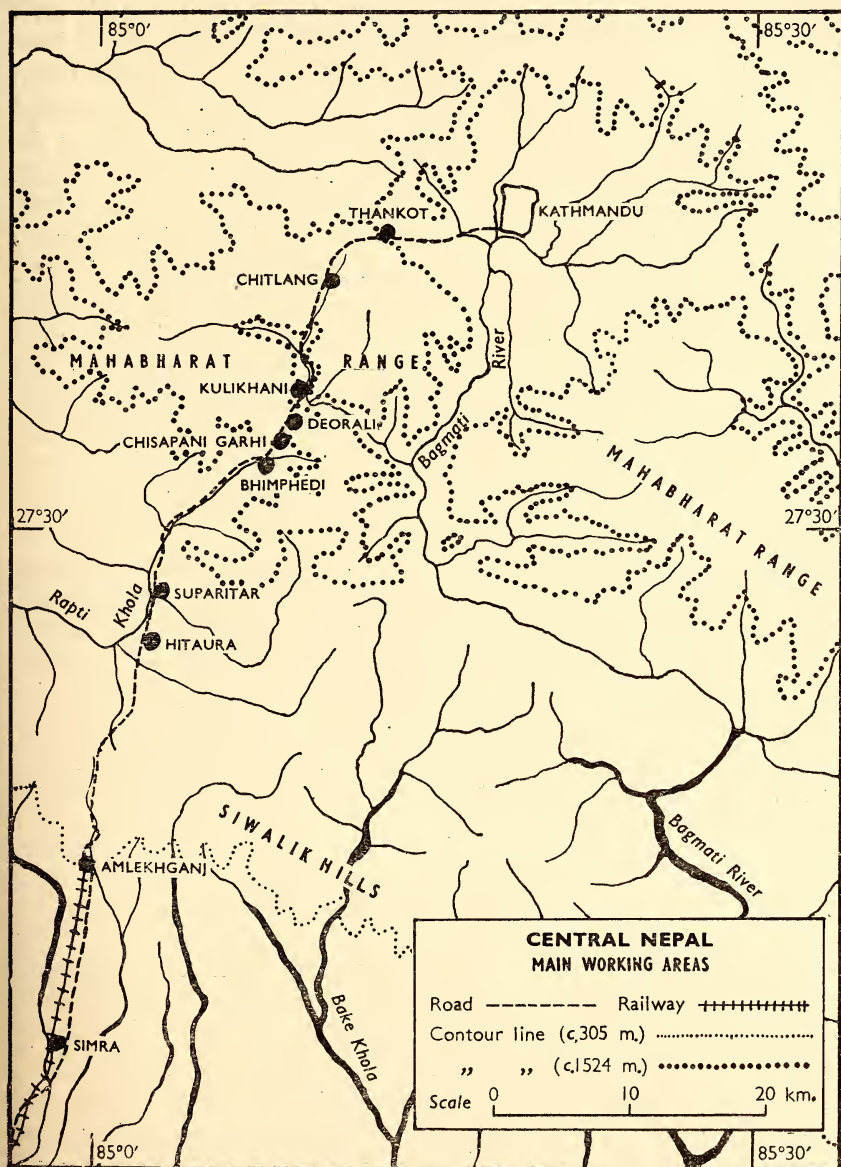 85°0′
85°30′
THANKOT
KATHMANDU
CHITLANG
MAHABHARAT RANGE
River
KULIKHANI
DEORALI
CHISAPANI GARHI
Bagmati
BHIMPHEDI
MAHABHARAT RANGE
27°30′
27°30′
SUPARITAR
Rapti Khola
HITAURA
SIWALIK HILLS
Bagmati River
AMLEKHGANJ
CENTRAL NEPAL
MAIN WORKING AREAS
Road Railway
Contour line (c.305 m.)
„ „ (c.1524 m.)
Scale 0 10 20 km.
Bake Khola
SIMRA
85°0′
85°30′